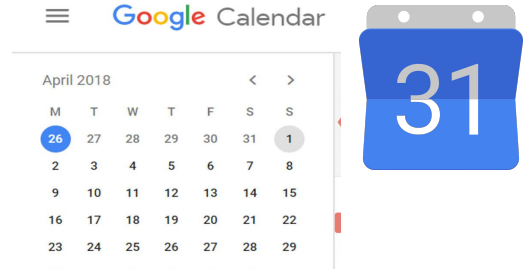 Google Calendar
31
April 2018 < >
M T W T F S S
26 27 28 29 30 31 1
2 3 4 5 6 7 8
9 10 11 12 13 14 15
16 17 18 19 20 21 22
23 24 25 26 27 28 29